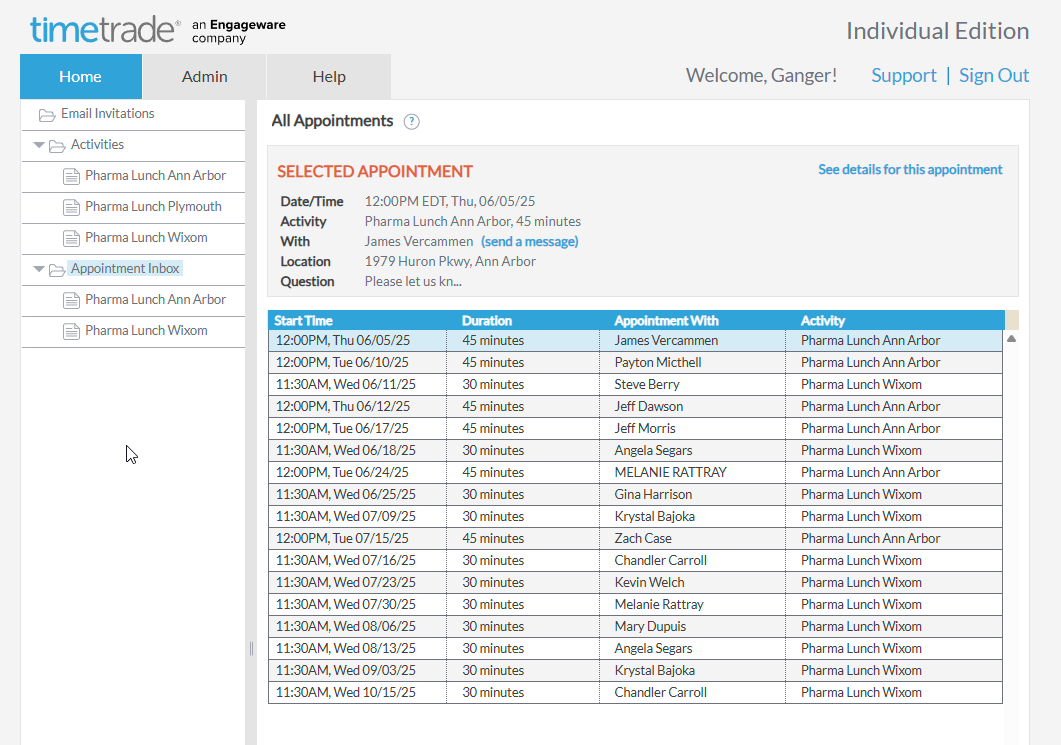 timetrade® an Engageware company
Individual Edition
Home Admin Help
Welcome, Ganger! Support | Sign Out
Email Invitations
Activities
Pharma Lunch Ann Arbor
Pharma Lunch Plymouth
Pharma Lunch Wixom
Appointment Inbox
Pharma Lunch Ann Arbor
Pharma Lunch Wixom
All Appointments ?
SELECTED APPOINTMENT See details for this appointment
Date/Time 12:00PM EDT, Thu, 06/05/25
Activity Pharma Lunch Ann Arbor, 45 minutes
With James Vercammen (send a message)
Location 1979 Huron Pkwy, Ann Arbor
Question Please let us kn...
Start Time Duration Appointment With Activity
12:00PM, Thu 06/05/25 45 minutes James Vercammen Pharma Lunch Ann Arbor
12:00PM, Tue 06/10/25 45 minutes Payton Micthell Pharma Lunch Ann Arbor
11:30AM, Wed 06/11/25 30 minutes Steve Berry Pharma Lunch Wixom
12:00PM, Thu 06/12/25 45 minutes Jeff Dawson Pharma Lunch Ann Arbor
12:00PM, Tue 06/17/25 45 minutes Jeff Morris Pharma Lunch Ann Arbor
11:30AM, Wed 06/18/25 30 minutes Angela Segars Pharma Lunch Wixom
12:00PM, Tue 06/24/25 45 minutes MELANIE RATTRAY Pharma Lunch Ann Arbor
11:30AM, Wed 06/25/25 30 minutes Gina Harrison Pharma Lunch Wixom
11:30AM, Wed 07/09/25 30 minutes Krystal Bajoka Pharma Lunch Wixom
12:00PM, Tue 07/15/25 45 minutes Zach Case Pharma Lunch Ann Arbor
11:30AM, Wed 07/16/25 30 minutes Chandler Carroll Pharma Lunch Wixom
11:30AM, Wed 07/23/25 30 minutes Kevin Welch Pharma Lunch Wixom
11:30AM, Wed 07/30/25 30 minutes Melanie Rattray Pharma Lunch Wixom
11:30AM, Wed 08/06/25 30 minutes Mary Dupuis Pharma Lunch Wixom
11:30AM, Wed 08/13/25 30 minutes Angela Segars Pharma Lunch Wixom
11:30AM, Wed 09/03/25 30 minutes Krystal Bajoka Pharma Lunch Wixom
11:30AM, Wed 10/15/25 30 minutes Chandler Carroll Pharma Lunch Wixom